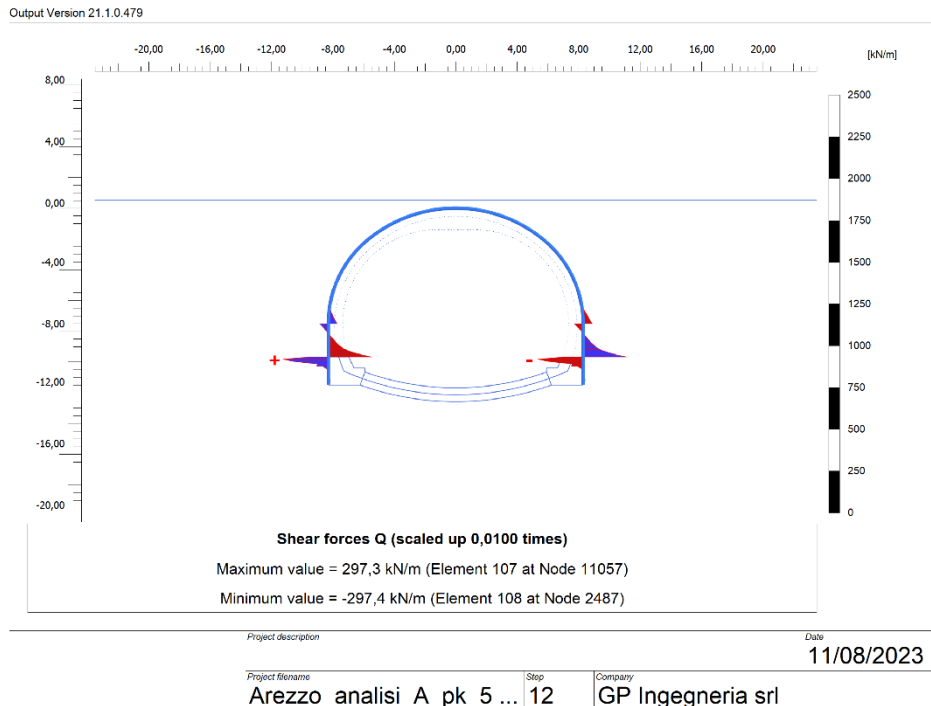 Output Version 21.1.0.479
-20,00 -16,00 -12,00 -8,00 -4,00 0,00 4,00 8,00 12,00 16,00 20,00
[kN/m]
8,00
4,00
0,00
-4,00
-8,00
-12,00
-16,00
-20,00
2500
2250
2000
1750
1500
1250
1000
750
500
250
0
+
-
Shear forces Q (scaled up 0,0100 times)
Maximum value = 297,3 kN/m (Element 107 at Node 11057)
Minimum value = -297,4 kN/m (Element 108 at Node 2487)
Project description
Date
11/08/2023
Project filename
Step
Company
Arezzo_analisi_A_pk_5 ... 12 GP Ingegneria srl